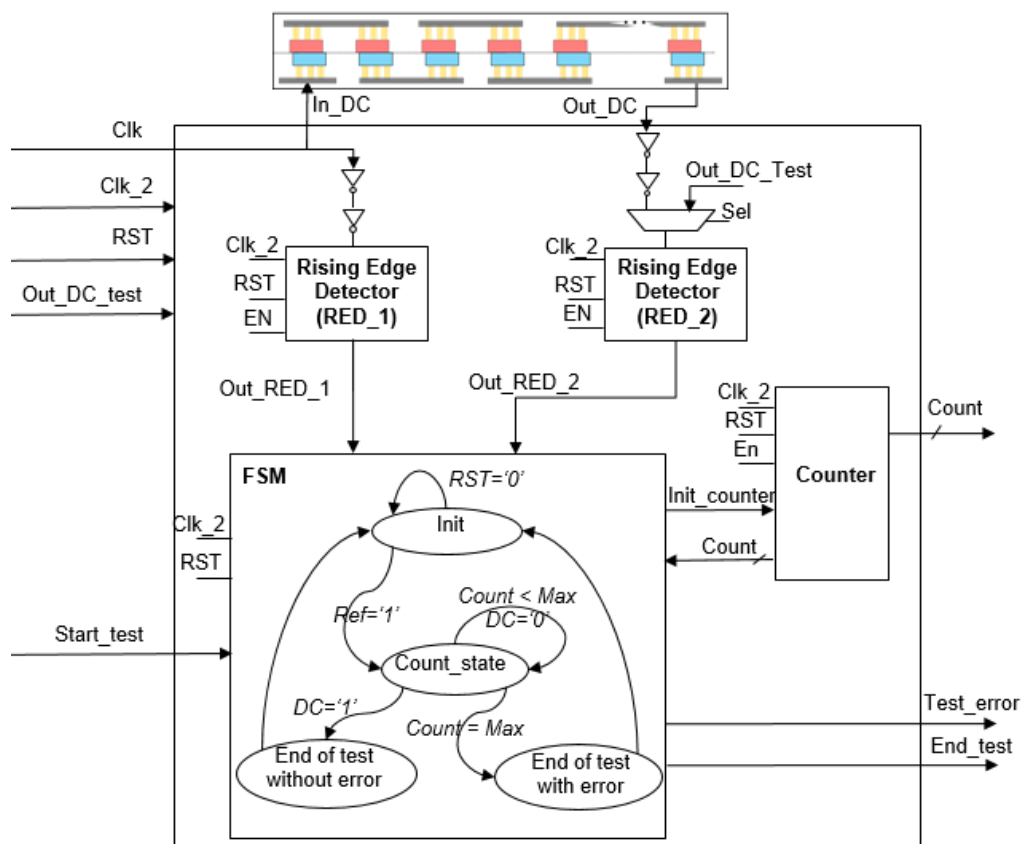 In_DC
Out_DC
Clk
Clk_2
RST
Out_DC_test
Out_DC_Test
Sel
Clk_2
RST
EN
Rising Edge
Detector
(RED_1)
Clk_2
RST
EN
Rising Edge
Detector
(RED_2)
Out_RED_1
Out_RED_2
Clk_2
RST
En
Counter
Count
Init_counter
Count
FSM
Clk_2
RST
Start_test
RST=‘0’
Init
Ref=‘1’
Count < Max
DC=‘0’
Count_state
DC=‘1’
Count = Max
End of test
without error
End of test
with error
Test_error
End_test